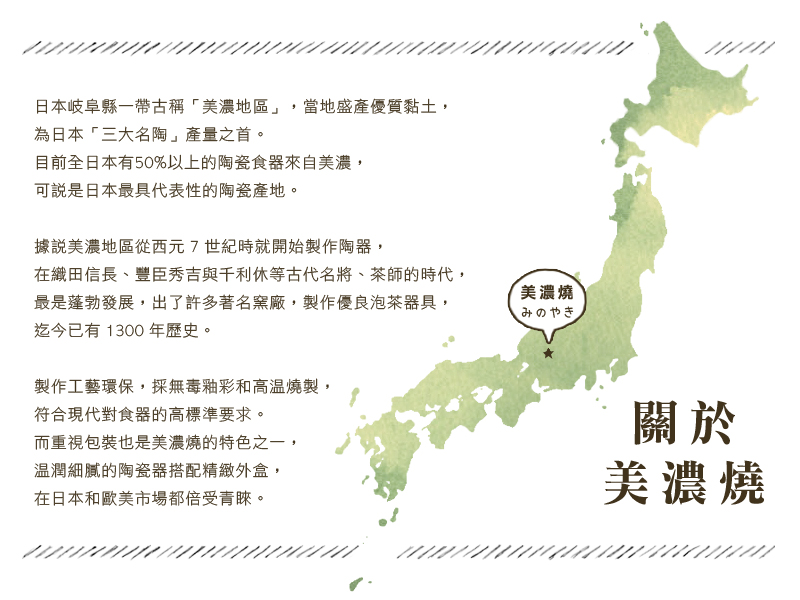 日本岐阜縣一帶古稱「美濃地區」，當地盛產優質黏土，
為日本「三大名陶」產量之首。
目前全日本有50%以上的陶瓷食器來自美濃，
可説是日本最具代表性的陶瓷產地。
據説美濃地區從西元 7 世紀時就開始製作陶器，
在織田信長、豐臣秀吉與千利休等古代名將、茶師的時代，
最是蓬勃發展，出了許多著名窯廠，製作優良泡茶器具，
迄今已有 1300 年歷史。
製作工藝環保，採無毒釉彩和高温燒製，
符合現代對食器的高標準要求。
而重視包裝也是美濃燒的特色之一，
温潤細膩的陶瓷器搭配精緻外盒，
在日本和歐美市場都倍受青睞。
美濃燒
みのやき
關於
美濃燒